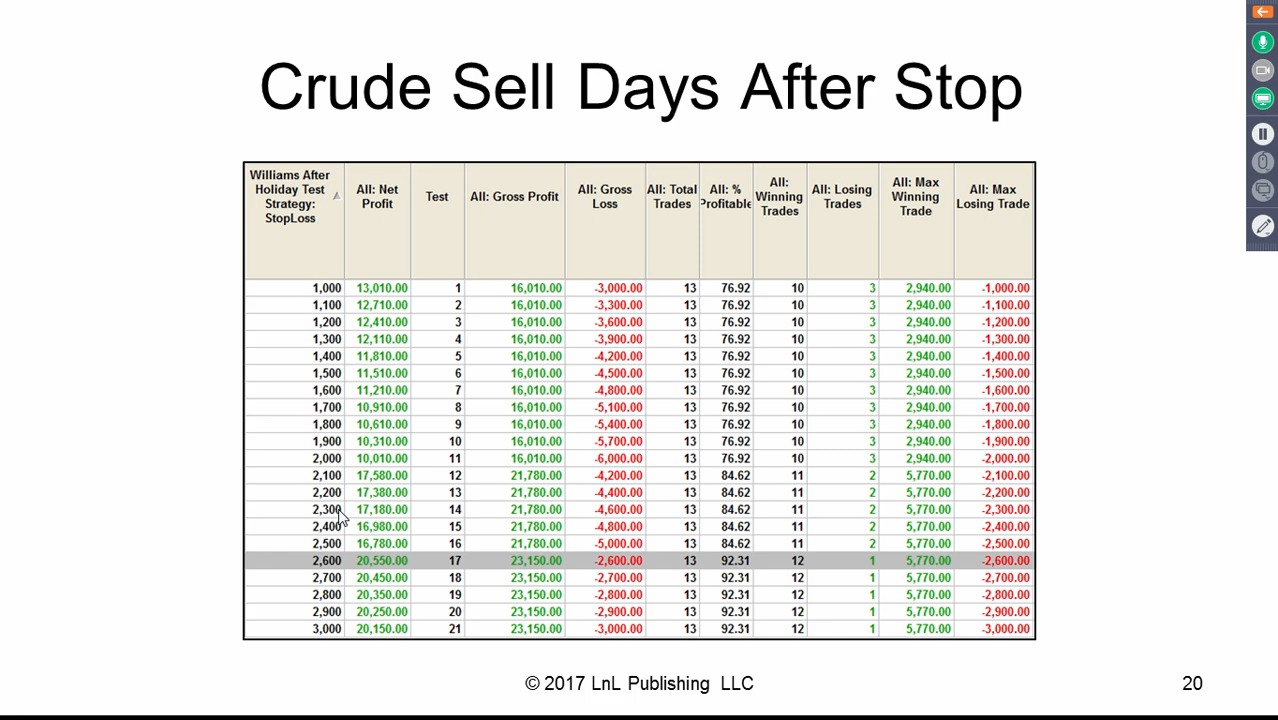 Crude Sell Days After Stop
Williams After Holiday Test Strategy: StopLoss All: Net Profit Test All: Gross Profit All: Gross Loss All: Total Trades All: % Profitable All: Winning Trades All: Losing Trades All: Max Winning Trade All: Max Losing Trade
1,000 13,010.00 1 16,010.00 -3,000.00 13 76.92 10 3 2,940.00 -1,000.00
1,100 12,710.00 2 16,010.00 -3,300.00 13 76.92 10 3 2,940.00 -1,100.00
1,200 12,410.00 3 16,010.00 -3,600.00 13 76.92 10 3 2,940.00 -1,200.00
1,300 12,110.00 4 16,010.00 -3,900.00 13 76.92 10 3 2,940.00 -1,300.00
1,400 11,810.00 5 16,010.00 -4,200.00 13 76.92 10 3 2,940.00 -1,400.00
1,500 11,510.00 6 16,010.00 -4,500.00 13 76.92 10 3 2,940.00 -1,500.00
1,600 11,210.00 7 16,010.00 -4,800.00 13 76.92 10 3 2,940.00 -1,600.00
1,700 10,910.00 8 16,010.00 -5,100.00 13 76.92 10 3 2,940.00 -1,700.00
1,800 10,610.00 9 16,010.00 -5,400.00 13 76.92 10 3 2,940.00 -1,800.00
1,900 10,310.00 10 16,010.00 -5,700.00 13 76.92 10 3 2,940.00 -1,900.00
2,000 10,010.00 11 16,010.00 -6,000.00 13 76.92 10 3 2,940.00 -2,000.00
2,100 17,580.00 12 21,780.00 -4,200.00 13 84.62 11 2 5,770.00 -2,100.00
2,200 17,380.00 13 21,780.00 -4,400.00 13 84.62 11 2 5,770.00 -2,200.00
2,300 17,180.00 14 21,780.00 -4,600.00 13 84.62 11 2 5,770.00 -2,300.00
2,400 16,980.00 15 21,780.00 -4,800.00 13 84.62 11 2 5,770.00 -2,400.00
2,500 16,780.00 16 21,780.00 -5,000.00 13 84.62 11 2 5,770.00 -2,500.00
2,600 20,550.00 17 23,150.00 -2,600.00 13 92.31 12 1 5,770.00 -2,600.00
2,700 20,450.00 18 23,150.00 -2,700.00 13 92.31 12 1 5,770.00 -2,700.00
2,800 20,350.00 19 23,150.00 -2,800.00 13 92.31 12 1 5,770.00 -2,800.00
2,900 20,250.00 20 23,150.00 -2,900.00 13 92.31 12 1 5,770.00 -2,900.00
3,000 20,150.00 21 23,150.00 -3,000.00 13 92.31 12 1 5,770.00 -3,000.00
© 2017 LnL Publishing LLC
20